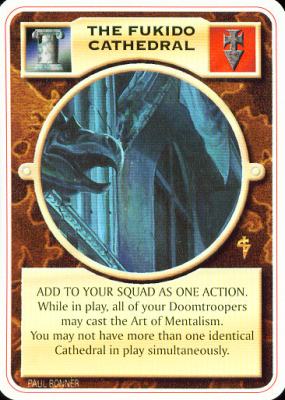 THE FUKIDO
CATHEDRAL
ADD TO YOUR SQUAD AS ONE ACTION.
While in play, all of your Doomtroopers
may cast the Art of Mentalism.
You may not have more than one identical
Cathedral in play simultaneously.
PAUL BONNER